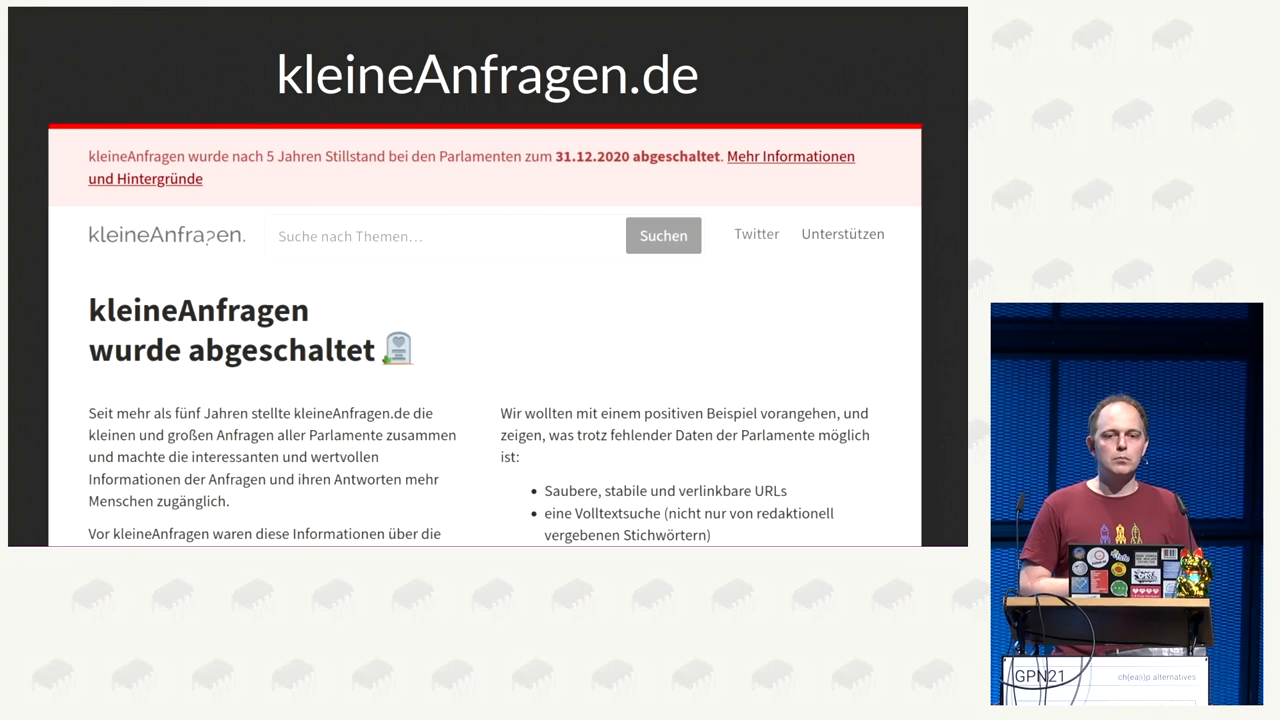 kleineAnfragen.de
kleineAnfragen wurde nach 5 Jahren Stillstand bei den Parlamenten zum 31.12.2020 abgeschaltet. Mehr Informationen
und Hintergründe
kleineAnfra?en.
Suche nach Themen…
Suchen
Twitter
Unterstützen
kleineAnfragen
wurde abgeschaltet
Seit mehr als fünf Jahren stellte kleineAnfragen.de die
kleinen und großen Anfragen aller Parlamente zusammen
und machte die interessanten und wertvollen
Informationen der Anfragen und ihren Antworten mehr
Menschen zugänglich.
Vor kleineAnfragen waren diese Informationen über die
Wir wollten mit einem positiven Beispiel vorangehen, und
zeigen, was trotz fehlender Daten der Parlamente möglich
ist:
• Saubere, stabile und verlinkbare URLs
• eine Volltextsuche (nicht nur von redaktionell
vergebenen Stichwörtern)
GPN21
ch(ea)p alternatives